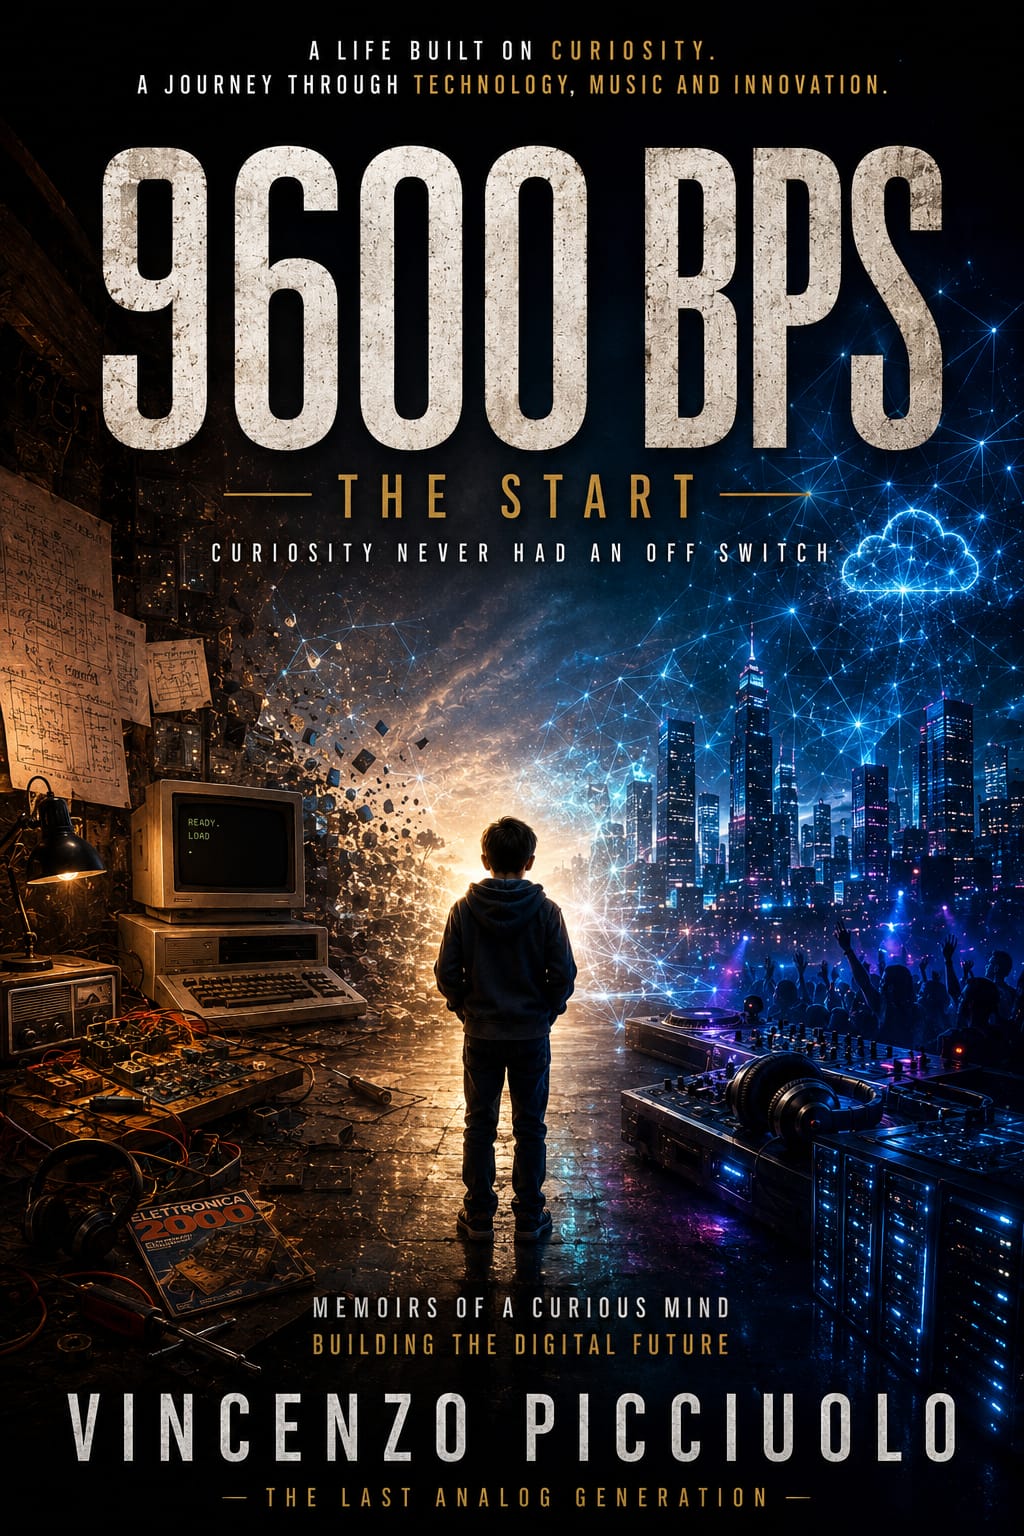 A LIFE BUILT ON CURIOSITY.
A JOURNEY THROUGH TECHNOLOGY, MUSIC AND INNOVATION.
9600 BPS
THE START
CURIOSITY NEVER HAD AN OFF SWITCH
READY.
LOAD
ELETTRONICA
2000
MEMOIRS OF A CURIOUS MIND
BUILDING THE DIGITAL FUTURE
VINCENZO PICCIUOLO
THE LAST ANALOG GENERATION